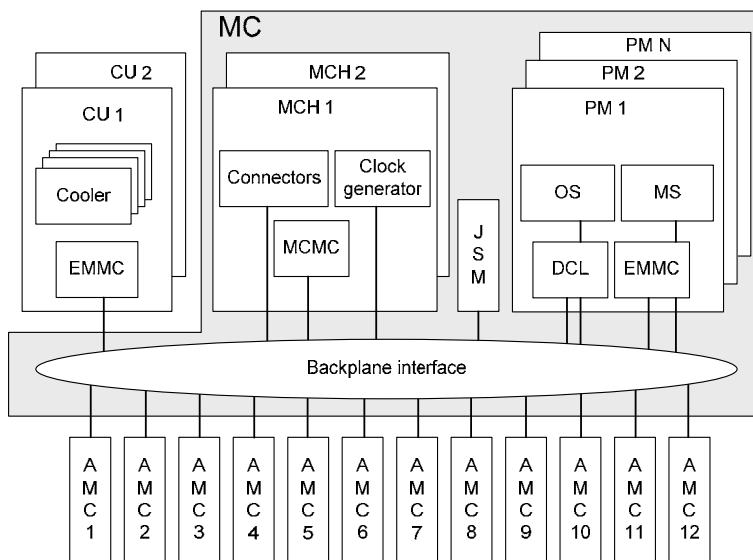 MC
CU 2
CU 1
Cooler
EMMC
MCH 2
MCH 1
Connectors
Clock
generator
MCMC
J
S
M
PM N
PM 2
PM 1
OS
MS
DCL
EMMC
Backplane interface
A
M
C
1
A
M
C
2
A
M
C
3
A
M
C
4
A
M
C
5
A
M
C
6
A
M
C
7
A
M
C
8
A
M
C
9
A
M
C
10
A
M
C
11
A
M
C
12